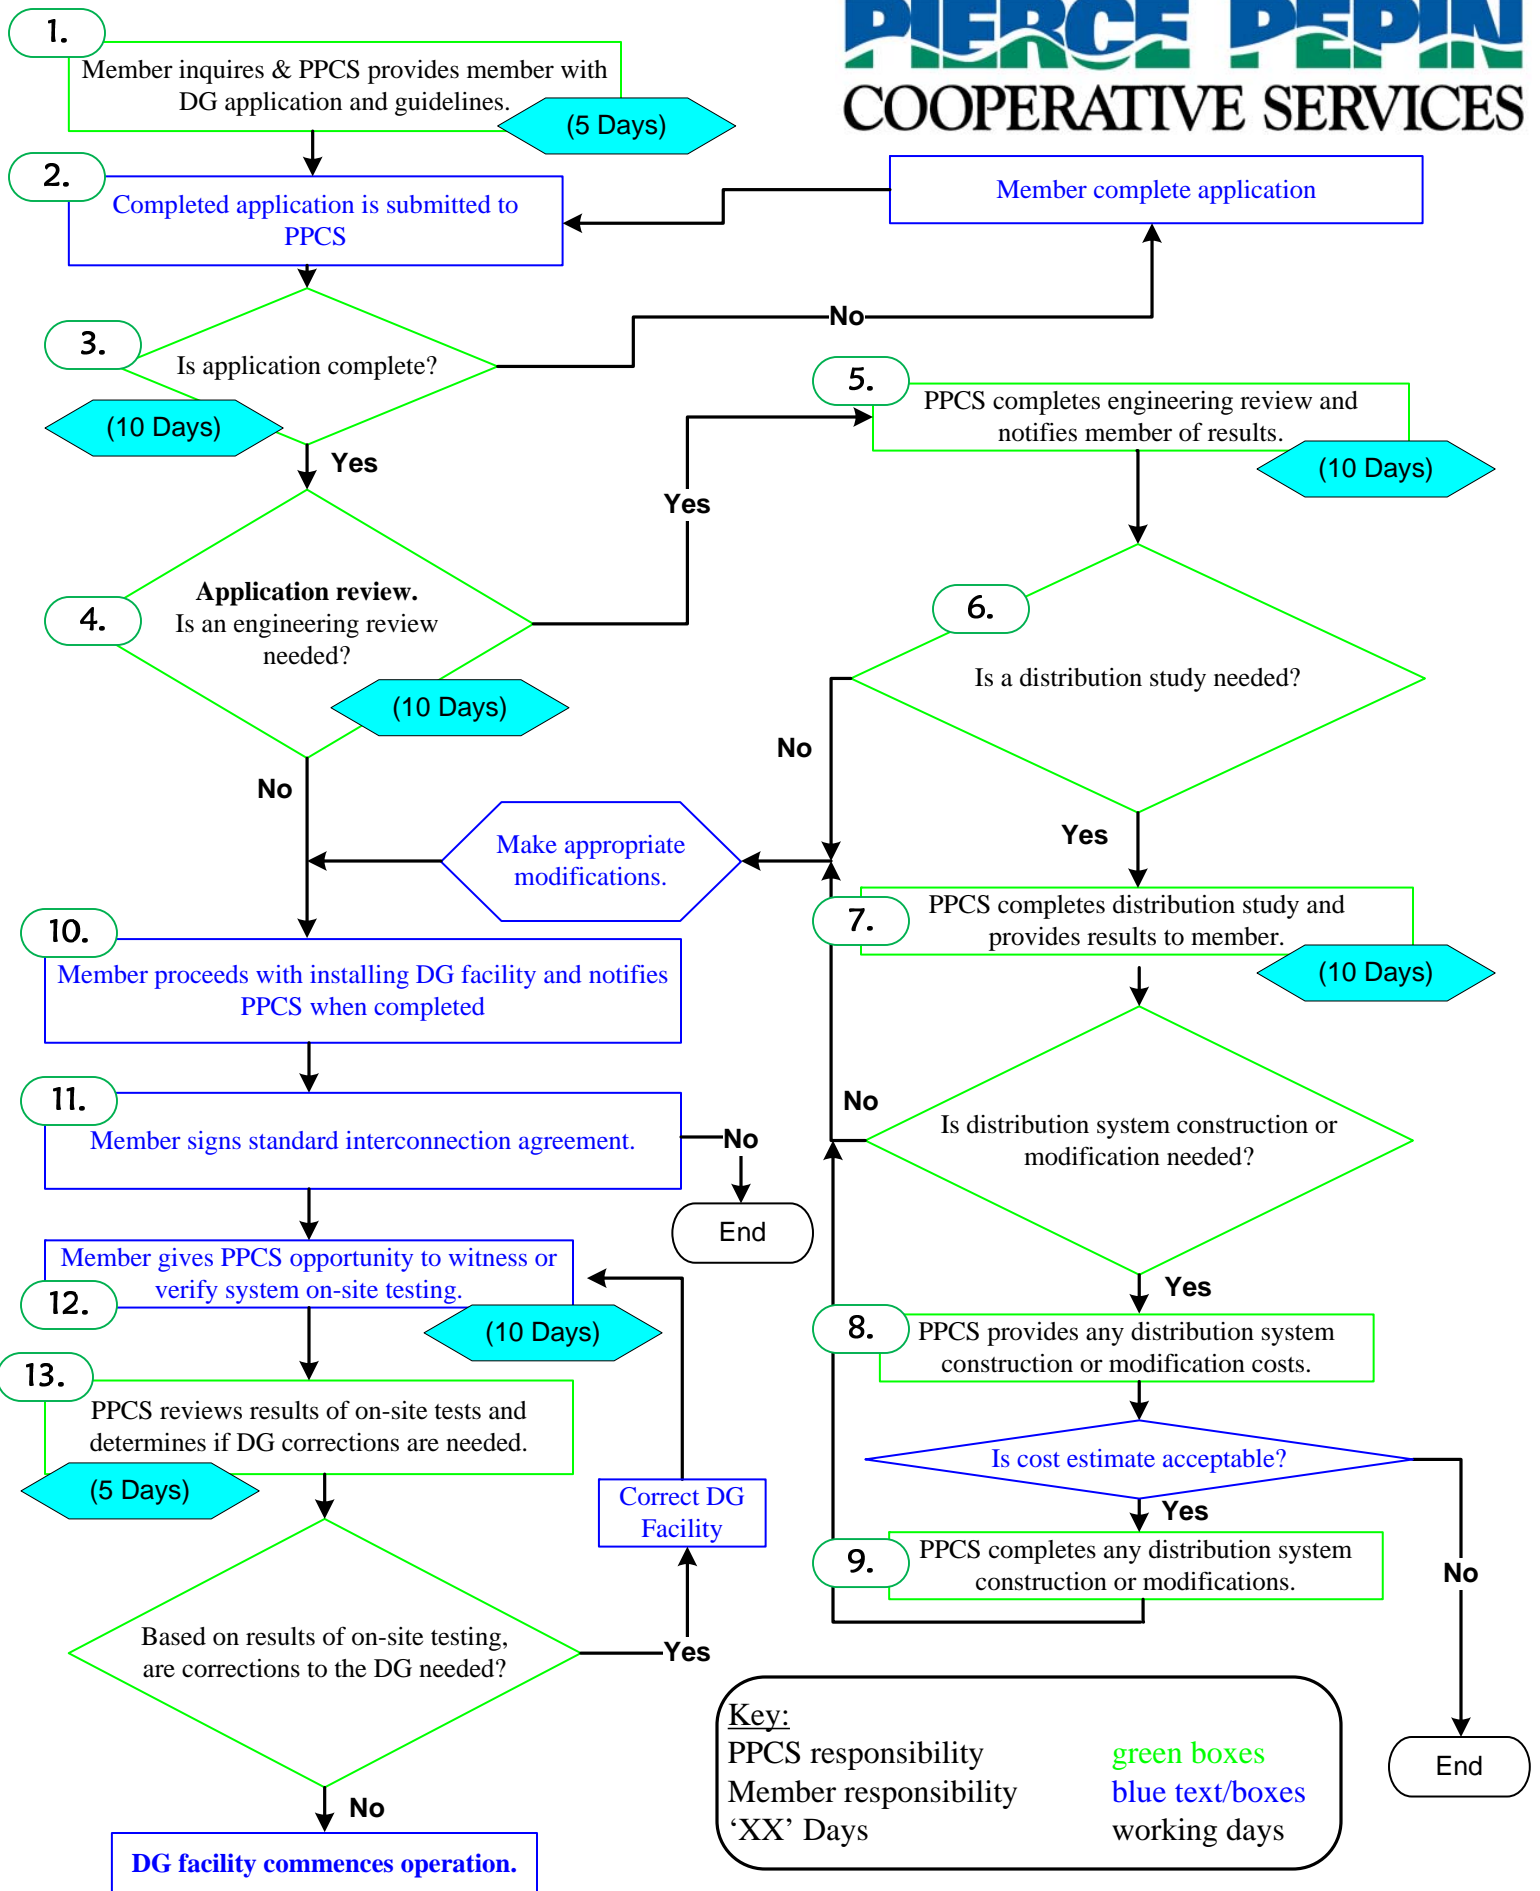 PIERCE PEPIN
COOPERATIVE SERVICES
1.
Member inquires & PPCS provides member with
DG application and guidelines.
(5 Days)
2.
Completed application is submitted to
PPCS
Member complete application
3.
Is application complete?
No
(10 Days)
Yes
4.
Application review.
Is an engineering review
needed?
(10 Days)
Yes
No
5.
PPCS completes engineering review and
notifies member of results.
(10 Days)
6.
Is a distribution study needed?
No
Yes
Make appropriate
modifications.
7.
PPCS completes distribution study and
provides results to member.
(10 Days)
Is distribution system construction or
modification needed?
No
Yes
8.
PPCS provides any distribution system
construction or modification costs.
Is cost estimate acceptable?
Yes
No
End
9.
PPCS completes any distribution system
construction or modifications.
10.
Member proceeds with installing DG facility and notifies
PPCS when completed
11.
Member signs standard interconnection agreement.
No
End
12.
Member gives PPCS opportunity to witness or
verify system on-site testing.
(10 Days)
13.
PPCS reviews results of on-site tests and
determines if DG corrections are needed.
(5 Days)
Correct DG
Facility
Based on results of on-site testing,
are corrections to the DG needed?
Yes
No
DG facility commences operation.
Key:
PPCS responsibility green boxes
Member responsibility blue text/boxes
‘XX’ Days working days